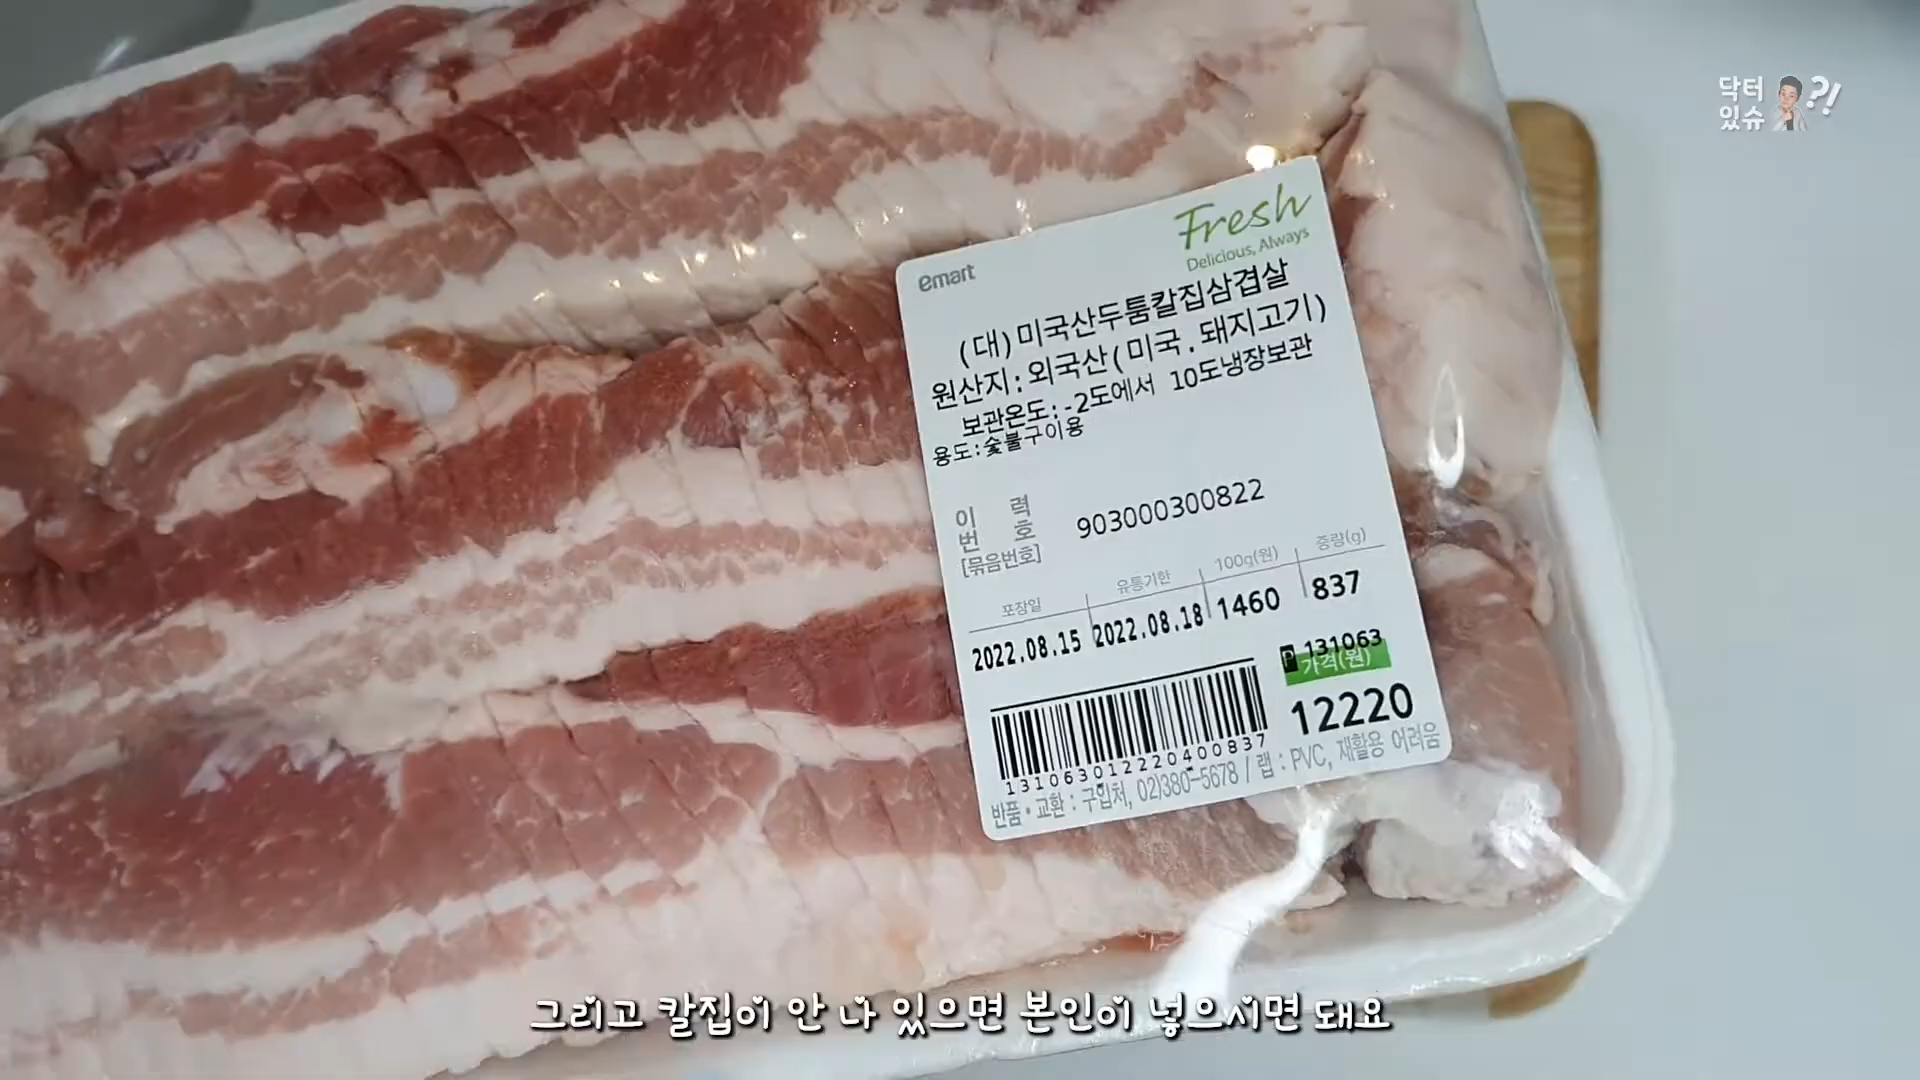 닥터
있슈?!
emart
Fresh
Delicious, Always
(대)미국산두툼칼집삼겹살
원산지:외국산(미국.돼지고기)
보관온도:-2도에서 10도냉장보관
용도:숯불구이용
이력
번호
[묶음번호]
903000300822
포장일 유통기한 100g(원) 중량(g)
2022.08.15 2022.08.18 1460 837
P 131063
가격(원)
12220
131063012220400837
반품·교환 : 구입처, 02)380-5678 / 랩 : PVC, 재활용 어려움
그리고 칼집이 안 나 있으면 본인이 넣으시면 돼요